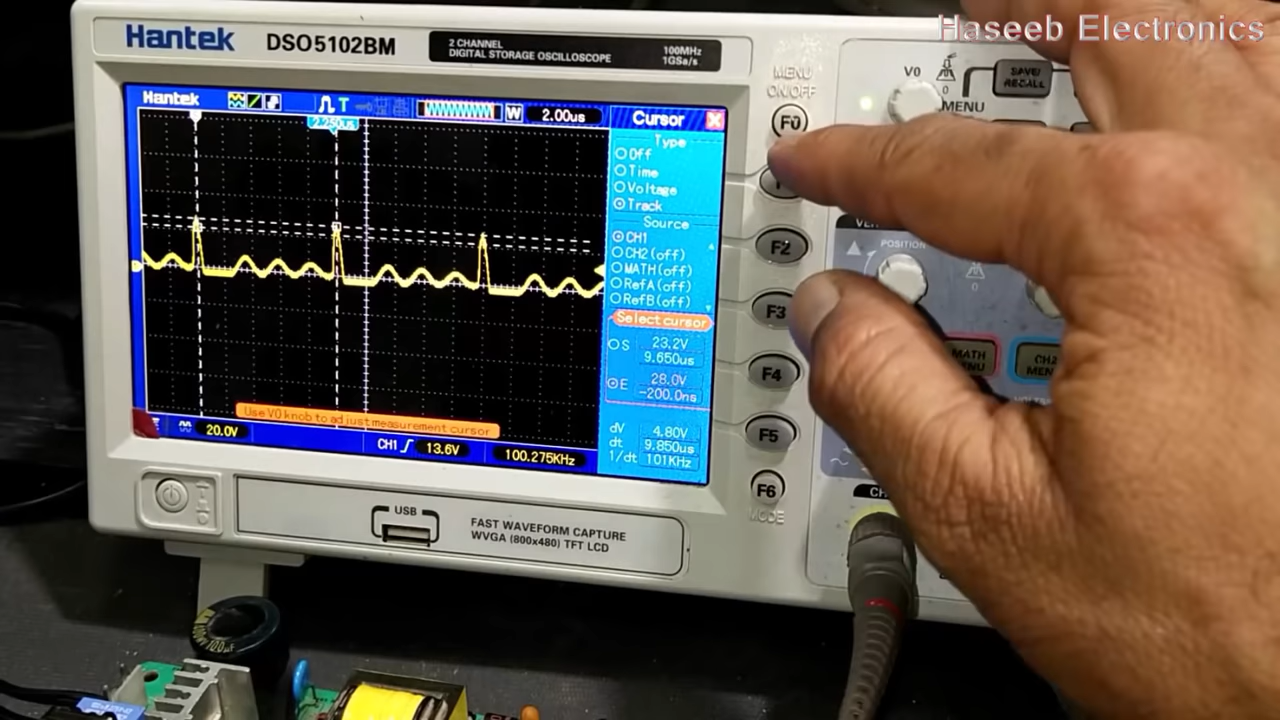 Haseeb Electronics
Hantek
DSO5102BM
2 CHANNEL
DIGITAL STORAGE OSCILLOSCOPE
100MHz
1GSa/s
MENU
ON/OFF
F0
F2
F3
F4
F5
F6
MODE
V0
0
MENU
SAVE/
RECALL
POSITION
0
Hantek
T
W
2.00us
2.250us
Cursor
Type
Off
Time
Voltage
Track
Source
CH1
CH2(off)
MATH(off)
RefA(off)
RefB(off)
Select cursor
S
23.2V
9.650us
E
28.0V
-200.0ns
dV
4.80V
dt
9.850us
1/dt
101KHz
Use V0 knob to adjust measurement cursor
20.0V
CH1
13.6V
100.275KHz
MATH
CH2
USB
FAST WAVEFORM CAPTURE
WVGA (800x480) TFT LCD